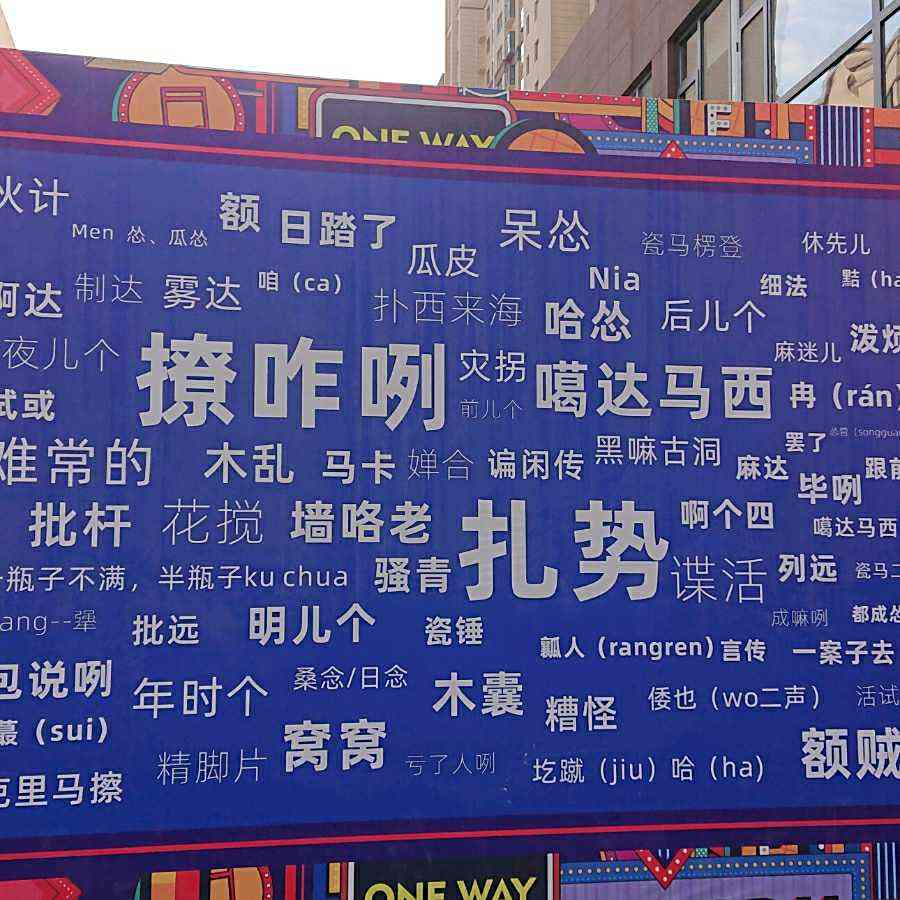 ONE WAY
伙计
Men 怂、瓜怂
额
日踏了
呆怂
瓷马楞登
休先儿
瓜皮
Nia
细法
黠（ha
啊达
制达
雾达
咱（ca）
扑西来海
哈怂
后儿个
泼烦
夜儿个
撩咋咧
灾拐
前儿个
噶达马西
麻迷儿
冉（rán）
试或
难常的
木乱
马卡
婵合
谝闲传
黑嘛古洞
罢了
麻达
毕咧
跟前
批杆
花搅
墙咯老
扎势
啊个四
噶达马西
一瓶子不满，半瓶子ku chua
骚青
谍活
列远
瓷马二
ang--犟
批远
明儿个
瓷锤
成嘛咧
都成怂
瓤人（rangren）
言传
一案子去
包说咧
年时个
桑念/日念
木囊
糟怪
倭也（wo二声）
活试
（sui）
精脚片
窝窝
亏了人咧
圪蹴（jiu）
哈（ha）
额贼
克里马擦
ONE WAY